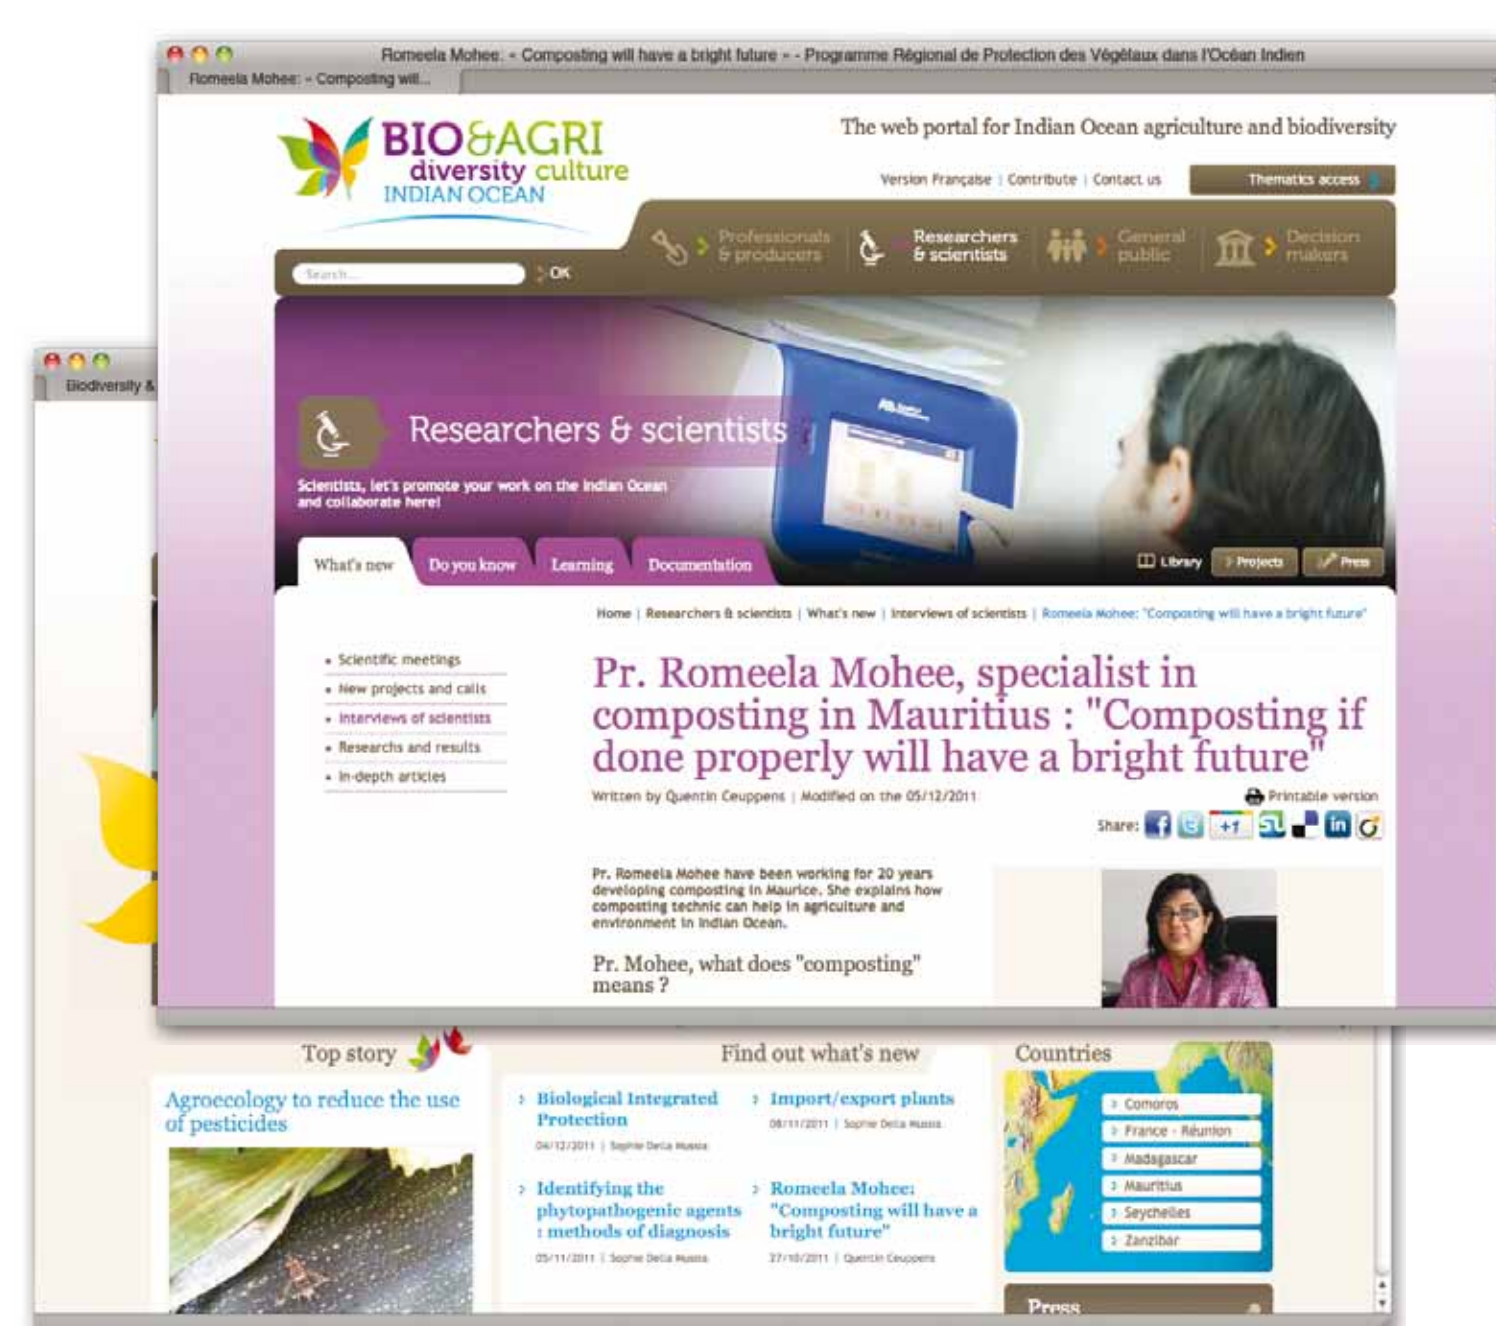 Romeela Mohee: « Composting will have a bright future » - Programme Régional de Protection des Végétaux dans l'Océan Indien
Romeela Mohee: « Composting will...
BIO&AGRI
diversity culture
INDIAN OCEAN
The web portal for Indian Ocean agriculture and biodiversity
Version Française | Contribute | Contact us
Thematics access
Professionals
& producers
Researchers
& scientists
General
public
Decision
makers
Search...
OK
Biodiversity &
Researchers & scientists
Scientists, let's promote your work on the Indian Ocean
and collaborate here!
What's new
Do you know
Learning
Documentation
Library
Projects
Press
Home | Researchers & scientists | What's new | Interviews of scientists | Romeela Mohee: "Composting will have a bright future"
Scientific meetings
New projects and calls
Interviews of scientists
Researchs and results
In-depth articles
Pr. Romeela Mohee, specialist in
composting in Mauritius : "Composting if
done properly will have a bright future"
Written by Quentin Ceuppens | Modified on the 05/12/2011
Printable version
Share:
+1
in
Pr. Romeela Mohee have been working for 20 years
developing composting in Maurice. She explains how
composting technic can help in agriculture and
environment in Indian Ocean.
Pr. Mohee, what does "composting"
means ?
Top story
Agroecology to reduce the use
of pesticides
Find out what's new
Biological Integrated
Protection
04/12/2011 | Sophie Della Mussia
Import/export plants
08/11/2011 | Sophie Della Mussia
Identifying the
phytopathogenic agents
: methods of diagnosis
05/11/2011 | Sophie Della Mussia
Romeela Mohee:
"Composting will have a
bright future"
27/10/2011 | Quentin Ceuppens
Countries
Comoros
France - Réunion
Madagascar
Mauritius
Seychelles
Zanzibar
Press